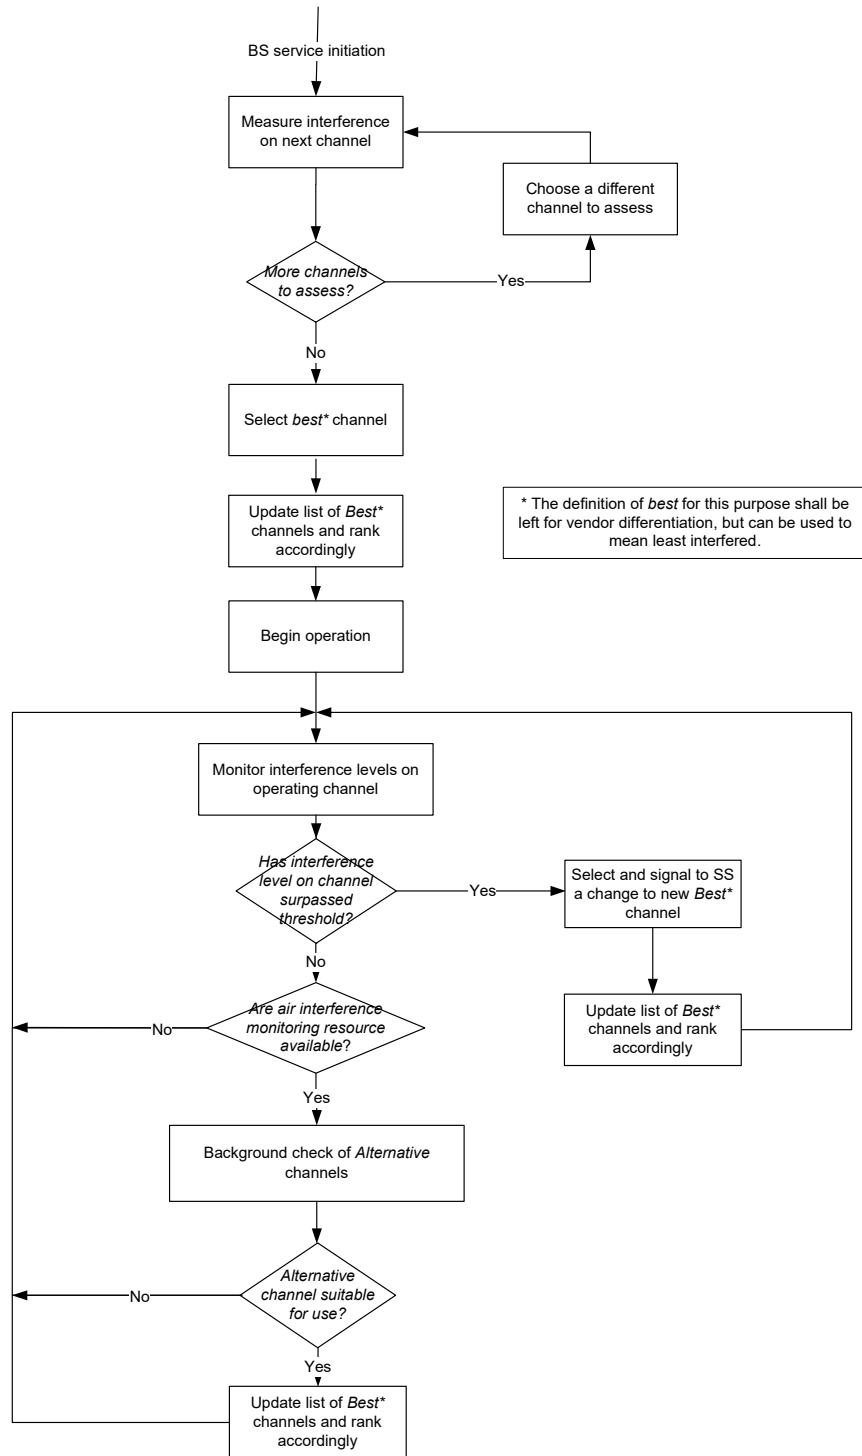 BS service initiation
Measure interference
on next channel
Choose a different
channel to assess
More channels
to assess?
Yes
No
Select best* channel
Update list of Best*
channels and rank
accordingly
* The definition of best for this purpose shall be
left for vendor differentiation, but can be used to
mean least interfered.
Begin operation
Monitor interference levels on
operating channel
Has interference
level on channel
surpassed
threshold?
Yes
Select and signal to SS
a change to new Best*
channel
No
Update list of Best*
channels and rank
accordingly
Are air interference
monitoring resource
available?
No
Yes
Background check of Alternative
channels
Alternative
channel suitable
for use?
No
Yes
Update list of Best*
channels and rank
accordingly